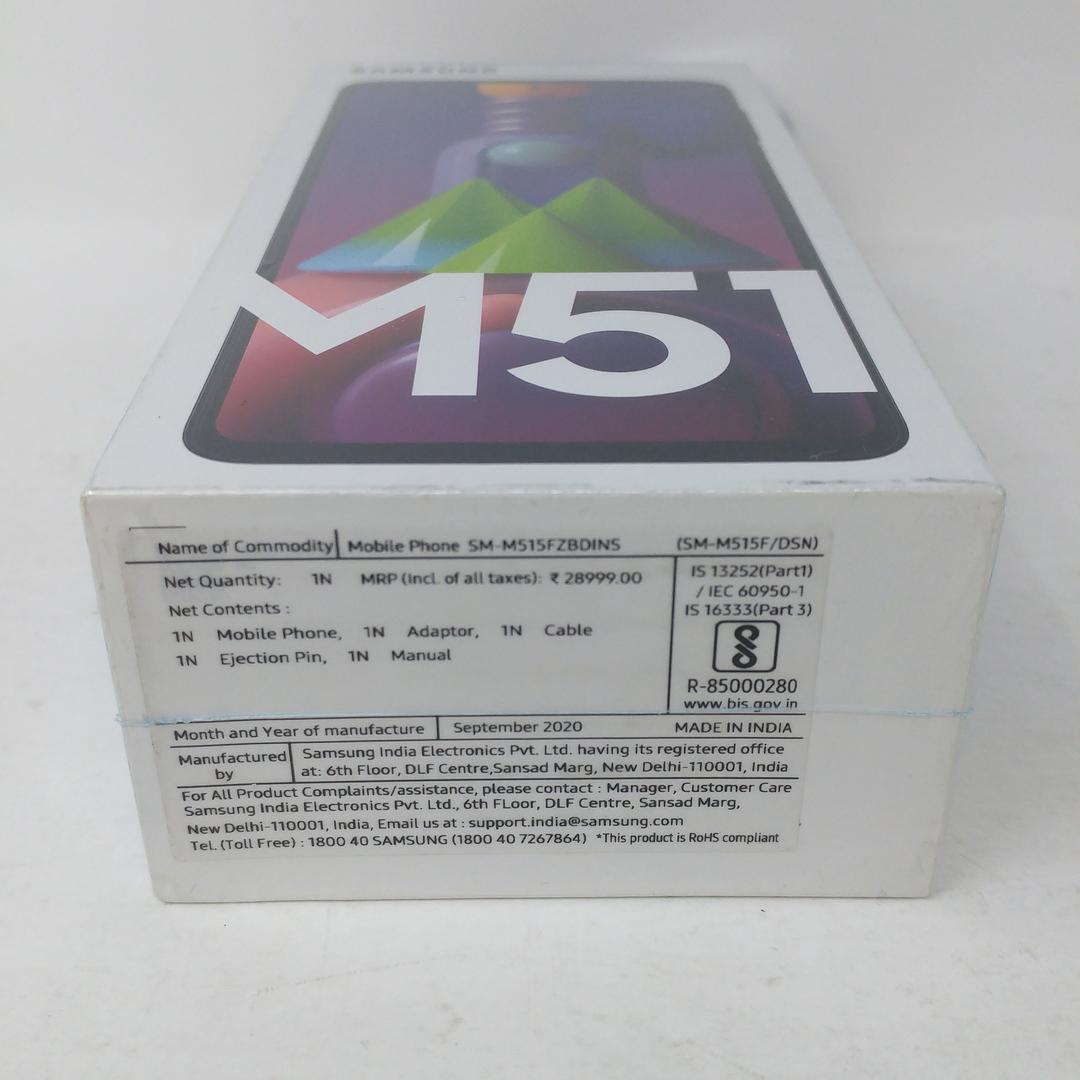 SAMSUNG
M51
Name of Commodity Mobile Phone SM-M515FZBDINS (SM-M515F/DSN)
Net Quantity: 1N MRP (Incl. of all taxes): ₹ 28999.00
Net Contents :
1N Mobile Phone, 1N Adaptor, 1N Cable
1N Ejection Pin, 1N Manual
IS 13252(Part1)
/ IEC 60950-1
IS 16333(Part 3)
R-85000280
www.bis.gov.in
Month and Year of manufacture September 2020 MADE IN INDIA
Manufactured by
Samsung India Electronics Pvt. Ltd. having its registered office
at: 6th Floor, DLF Centre,Sansad Marg, New Delhi-110001, India
For All Product Complaints/assistance, please contact : Manager, Customer Care
Samsung India Electronics Pvt. Ltd., 6th FLoor, DLF Centre, Sansad Marg,
New Delhi-110001, India, Email us at : support.india@samsung.com
Tel. (Toll Free) : 1800 40 SAMSUNG (1800 40 7267864) *This product is RoHS compliant